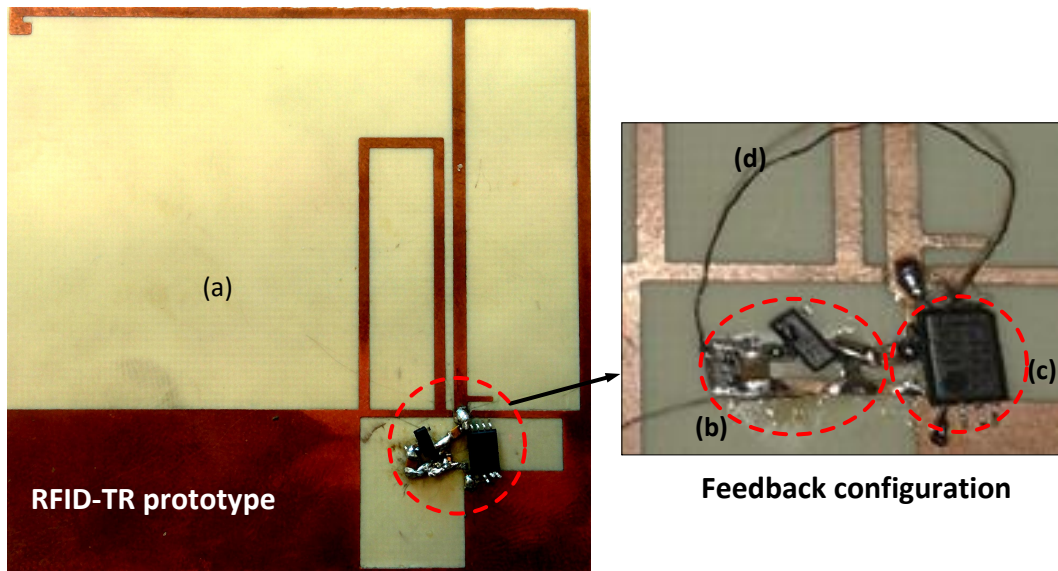 (a)
RFID-TR prototype
(d)
(c)
(b)
Feedback configuration